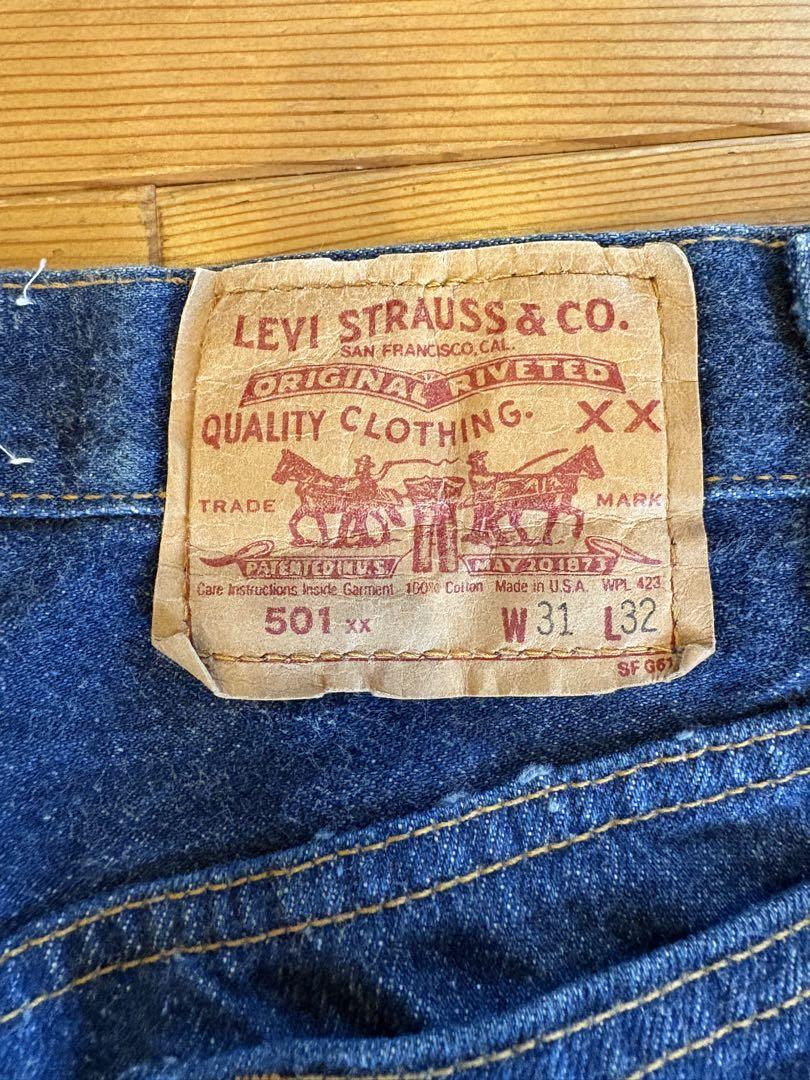 LEVI STRAUSS & CO.
SAN FRANCISCO, CAL.
ORIGINAL RIVETED
QUALITY CLOTHING. XX
TRADE MARK
PATENTED IN U.S. MAY 20 1873
Care Instructions Inside Garment 100% Cotton Made in U.S.A. WPL 423
501 XX W 31 L 32
SF